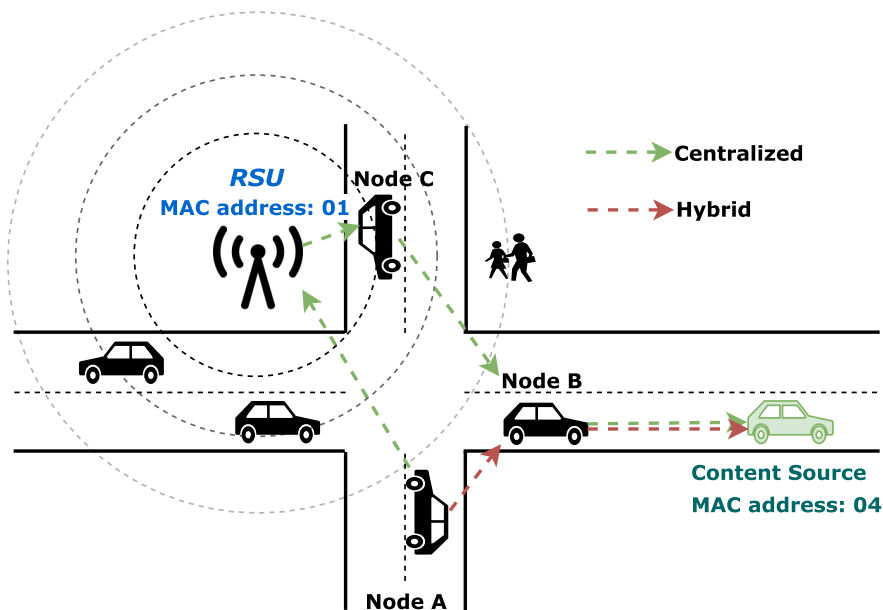 Centralized
Node C
RSU
MAC address: 01
Hybrid
Node B
Content Source
MAC address: 04
Node A